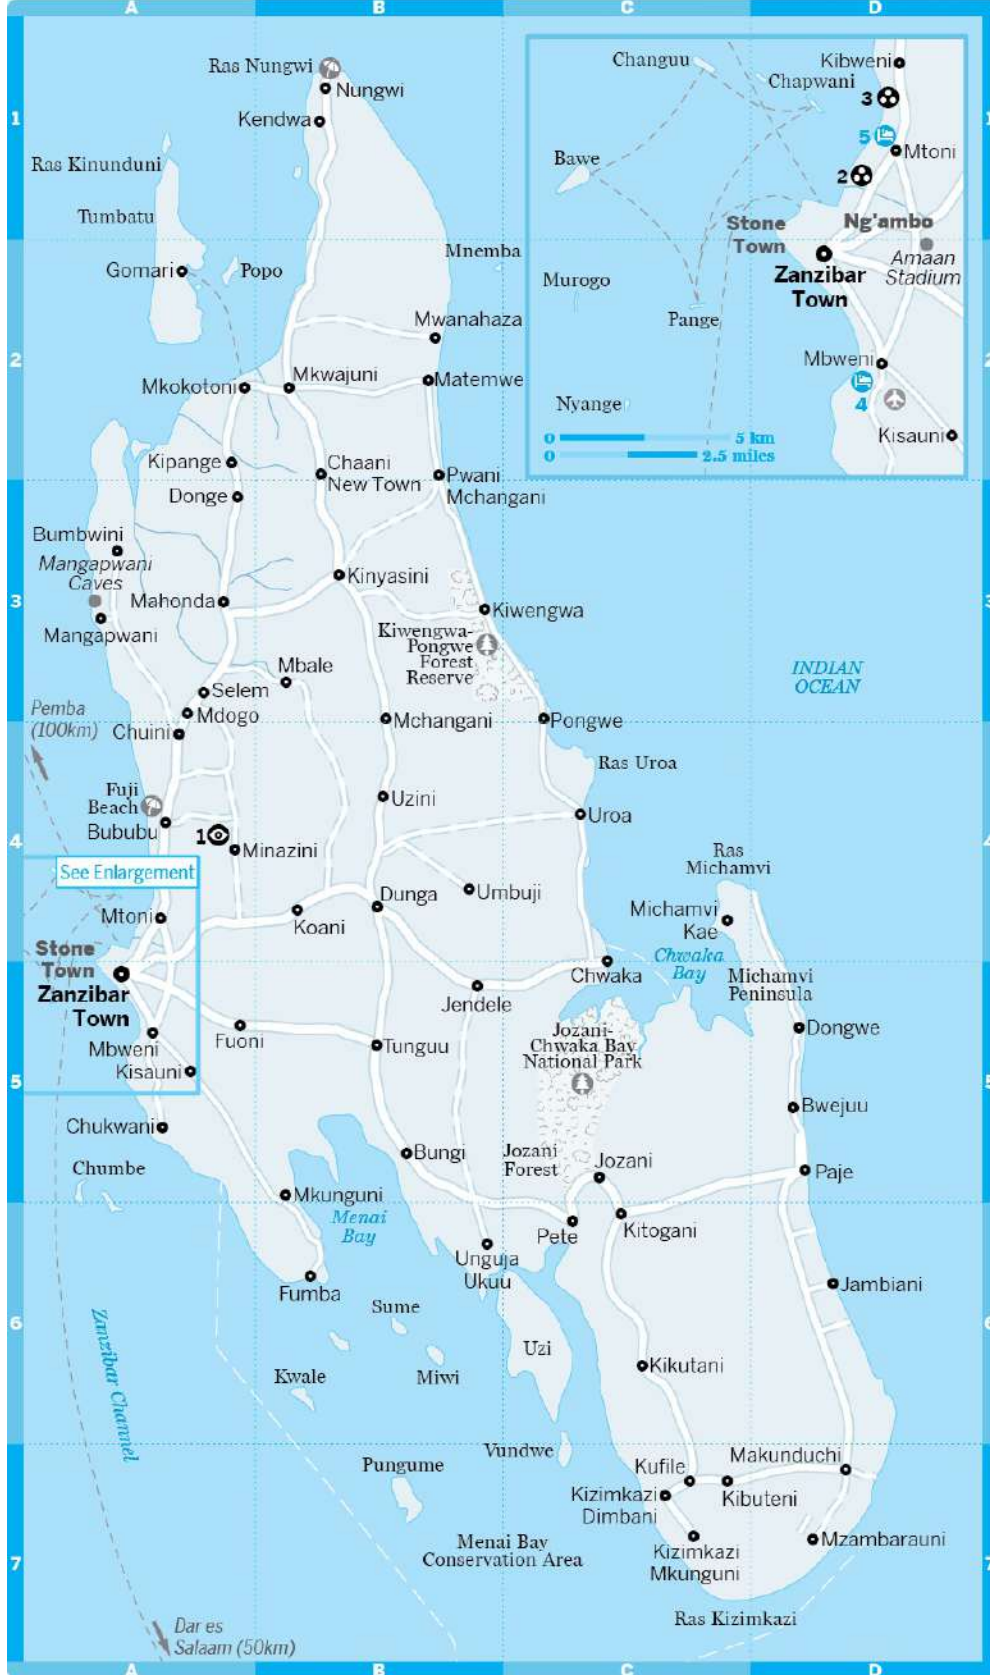 A
B
C
D
1
2
3
4
5
6
7
Ras Nungwi
Nungwi
Kendwa
Ras Kinunduni
Tumbatu
Gomari
Popo
Mnemba
Mwanahaza
Mkokotoni
Mkwajuni
Matemwe
Kipange
Chaani
New Town
Pwani
Mchangani
Donge
Bumbwini
Mangapwani
Caves
Mangapwani
Mahonda
Kinyasini
Kiwengwa
Kiwengwa-
Pongwe
Forest
Reserve
Mbale
Selem
Mdogo
Chuini
Mchangani
Pongwe
Pemba
(100km)
Ras Uroa
Fuji
Beach
Bububu
Uzini
Uroa
1
Minazini
See Enlargement
Mtoni
Koani
Dunga
Umbuji
Ras
Michamvi
Michamvi
Kae
Stone
Town
Zanzibar
Town
Chwaka
Chwaka
Bay
Michamvi
Peninsula
Jendele
Mbweni
Kisauni
Fuoni
Tunguu
Jozani-
Chwaka Bay
National Park
Dongwe
Bwejuu
Chukwani
Chumbe
Bungi
Jozani
Forest
Jozani
Paje
Mkunguni
Menai
Bay
Pete
Kitogani
Unguja
Ukuu
Fumba
Jambiani
Sume
Uzi
Zanzibar Channel
Kwale
Miwi
Kikutani
Vundwe
Pungume
Kufile
Makunduchi
Kizimkazi
Dimbani
Kibuteni
Menai Bay
Conservation Area
Kizimkazi
Mkunguni
Mzambarauni
Ras Kizimkazi
Dar es
Salaam (50km)
INDIAN
OCEAN
Changuu
Kibweni
Chapwani
3
5
Mtoni
Bawe
2
Stone
Town
Ng'ambo
Amaan
Stadium
Zanzibar
Town
Murogo
Pange
Mbweni
4
Nyange
Kisauni
0 5 km
0 2.5 miles
1
2
3
4
5
6
7
A
B
C
D